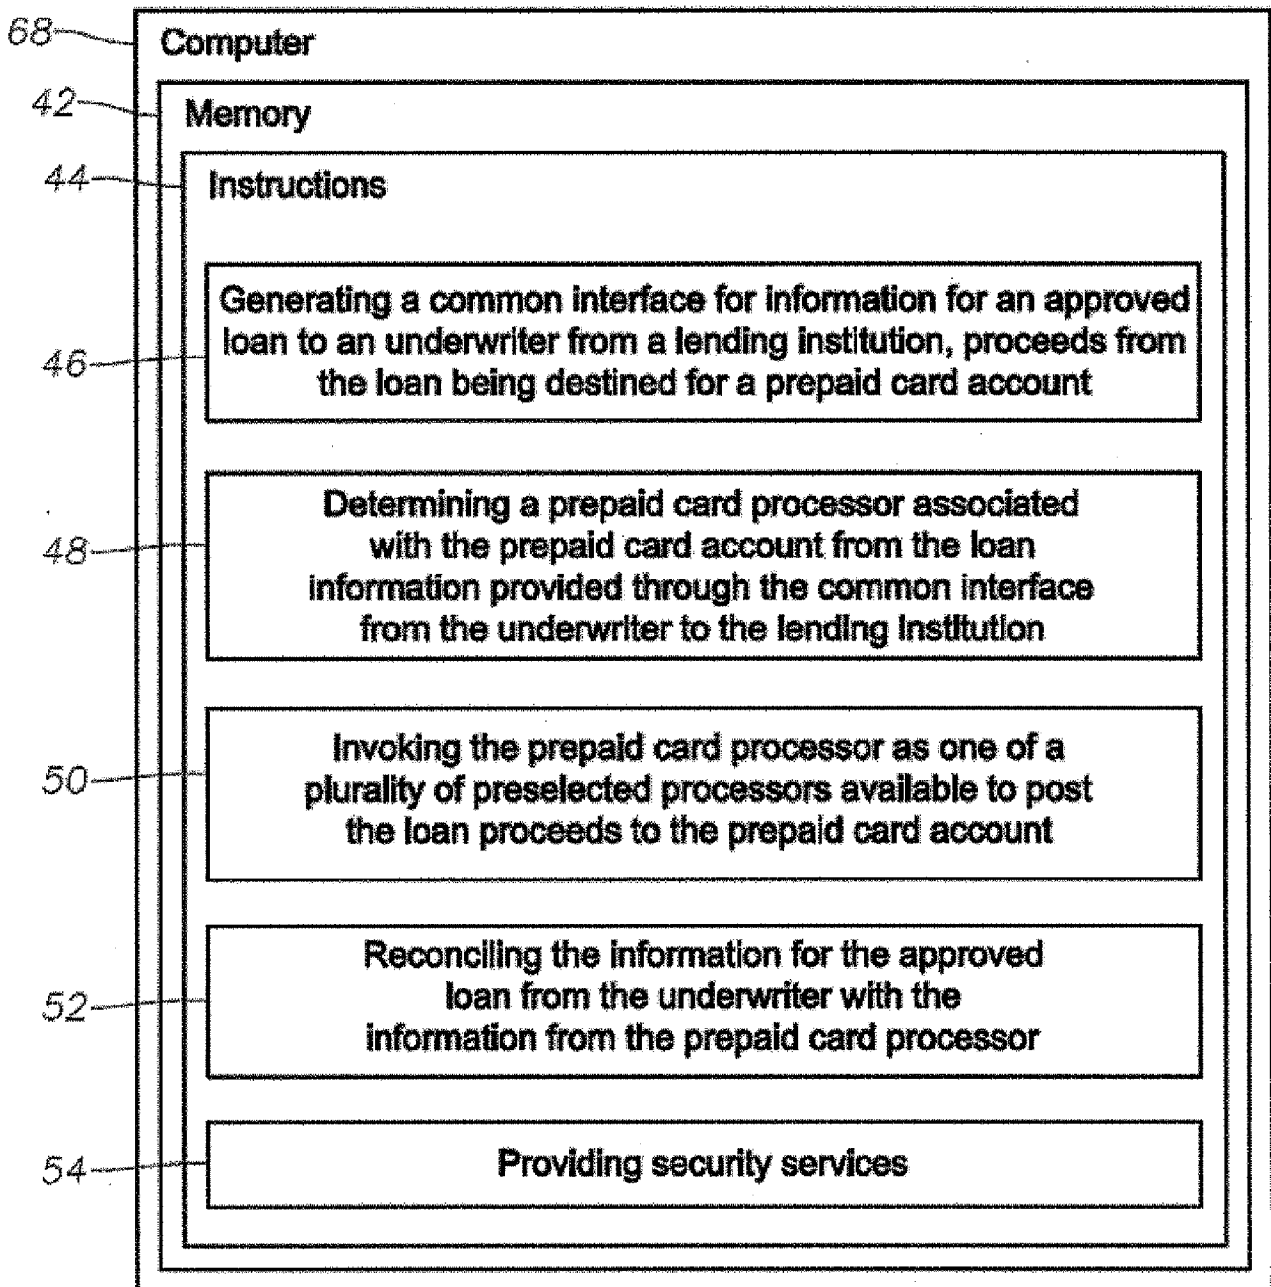 68 Computer
42 Memory
44 Instructions
Generating a common interface for information for an approved
46 loan to an underwriter from a lending institution, proceeds from
the loan being destined for a prepaid card account
Determining a prepaid card processor associated
48 with the prepaid card account from the loan
information provided through the common interface
from the underwriter to the lending institution
Invoking the prepaid card processor as one of a
50 plurality of preselected processors available to post
the loan proceeds to the prepaid card account
Reconciling the information for the approved
52 loan from the underwriter with the
information from the prepaid card processor
54 Providing security services